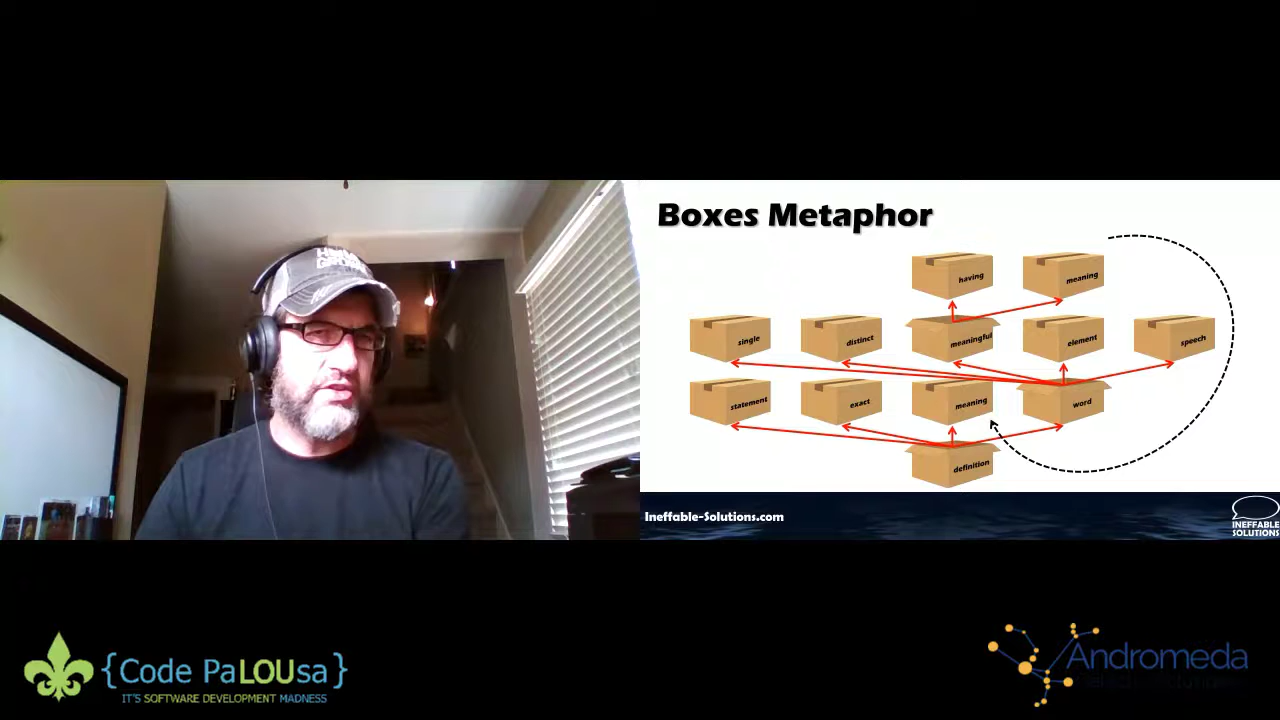 Boxes Metaphor
having
meaning
single
distinct
meaningful
element
speech
statement
exact
meaning
word
definition
Ineffable-Solutions.com
INEFFABLE
SOLUTIONS
{Code PaLOUsa}
IT'S SOFTWARE DEVELOPMENT MADNESS
Andromeda